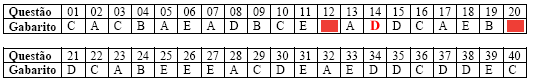 Questão 01 02 03 04 05 06 07 08 09 10 11 12 13 14 15 16 17 18 19 20
Gabarito C A C B A E A D B C E A D D C A E B
Questão 21 22 23 24 25 26 27 28 29 30 31 32 33 34 35 36 37 38 39 40
Gabarito D C A B E E E A C D E A E D D C D D E C